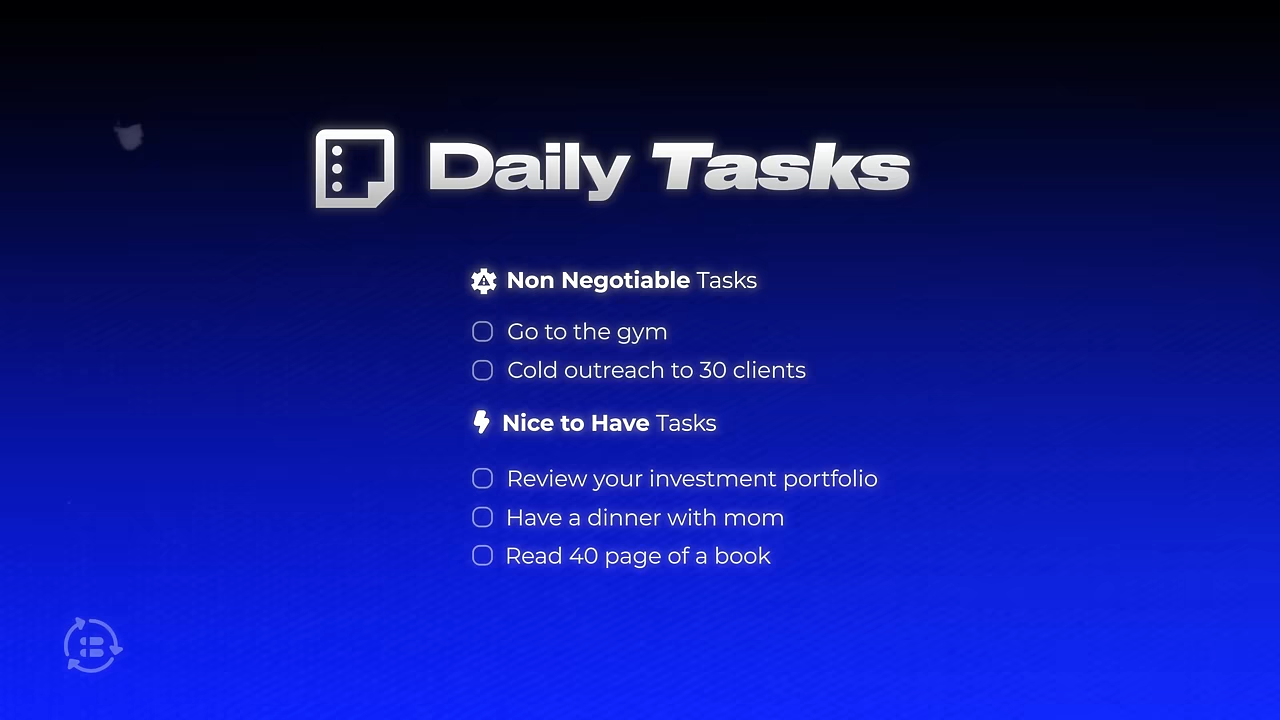 Daily Tasks
Non Negotiable Tasks
Go to the gym
Cold outreach to 30 clients
Nice to Have Tasks
Review your investment portfolio
Have a dinner with mom
Read 40 page of a book